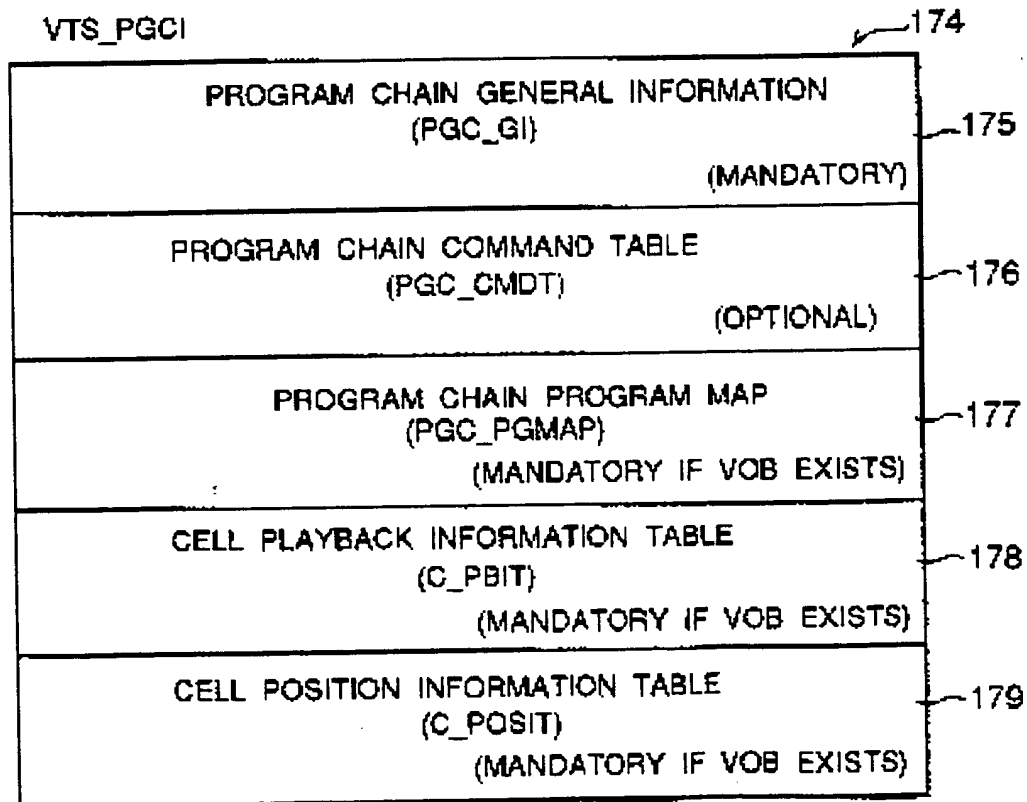 VTS_PGCI
174
PROGRAM CHAIN GENERAL INFORMATION
(PGC_GI)
175
(MANDATORY)
PROGRAM CHAIN COMMAND TABLE
(PGC_CMDT)
176
(OPTIONAL)
PROGRAM CHAIN PROGRAM MAP
(PGC_PGMAP)
177
(MANDATORY IF VOB EXISTS)
CELL PLAYBACK INFORMATION TABLE
(C_PBIT)
178
(MANDATORY IF VOB EXISTS)
CELL POSITION INFORMATION TABLE
(C_POSIT)
179
(MANDATORY IF VOB EXISTS)